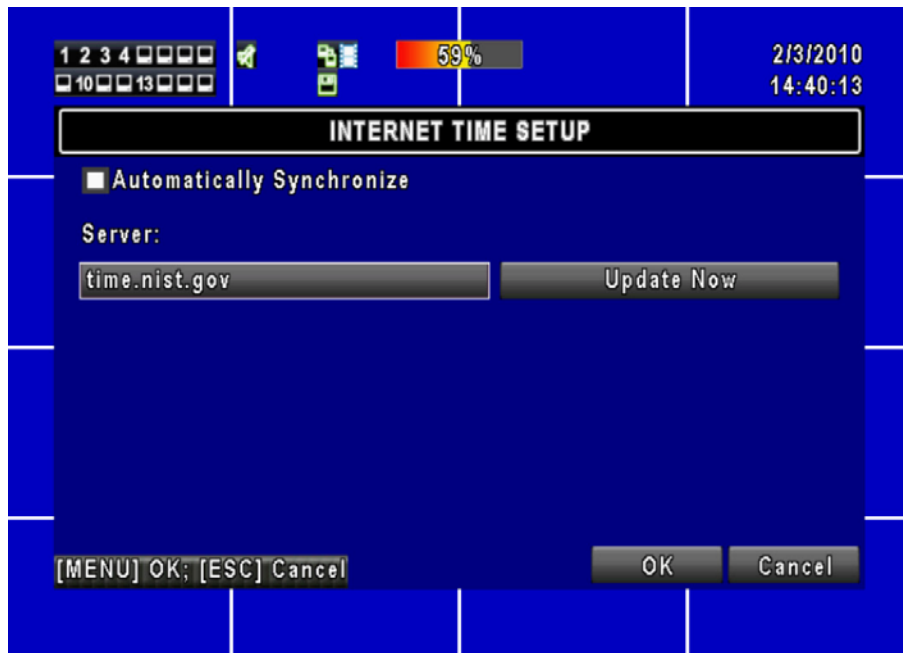 1 2 3 4
10 13
59%
2/3/2010
14:40:13
INTERNET TIME SETUP
Automatically Synchronize
Server:
time.nist.gov
Update Now
[MENU] OK; [ESC] Cancel
OK
Cancel